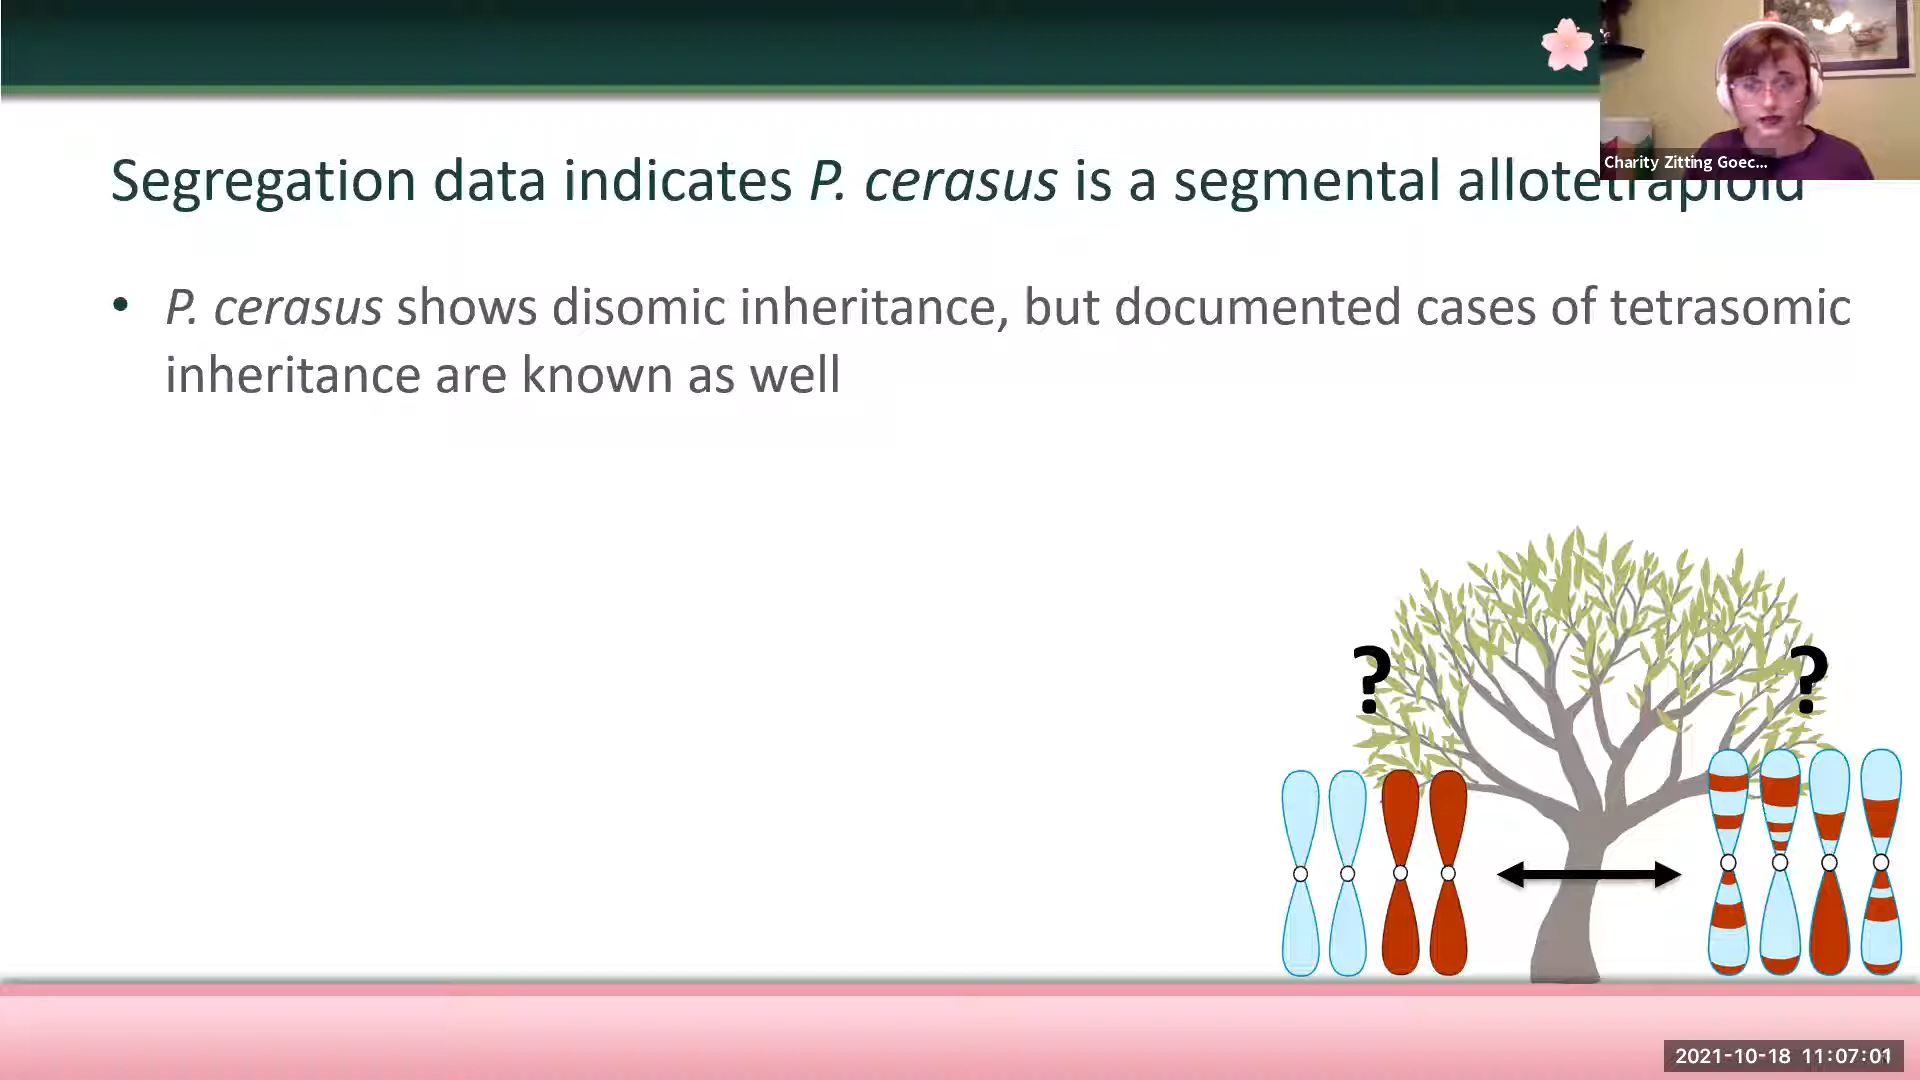 Charity Zitting Goec...
Segregation data indicates P. cerasus is a segmental allotetraploid
• P. cerasus shows disomic inheritance, but documented cases of tetrasomic
inheritance are known as well
? ?
2021-10-18 11:07:01